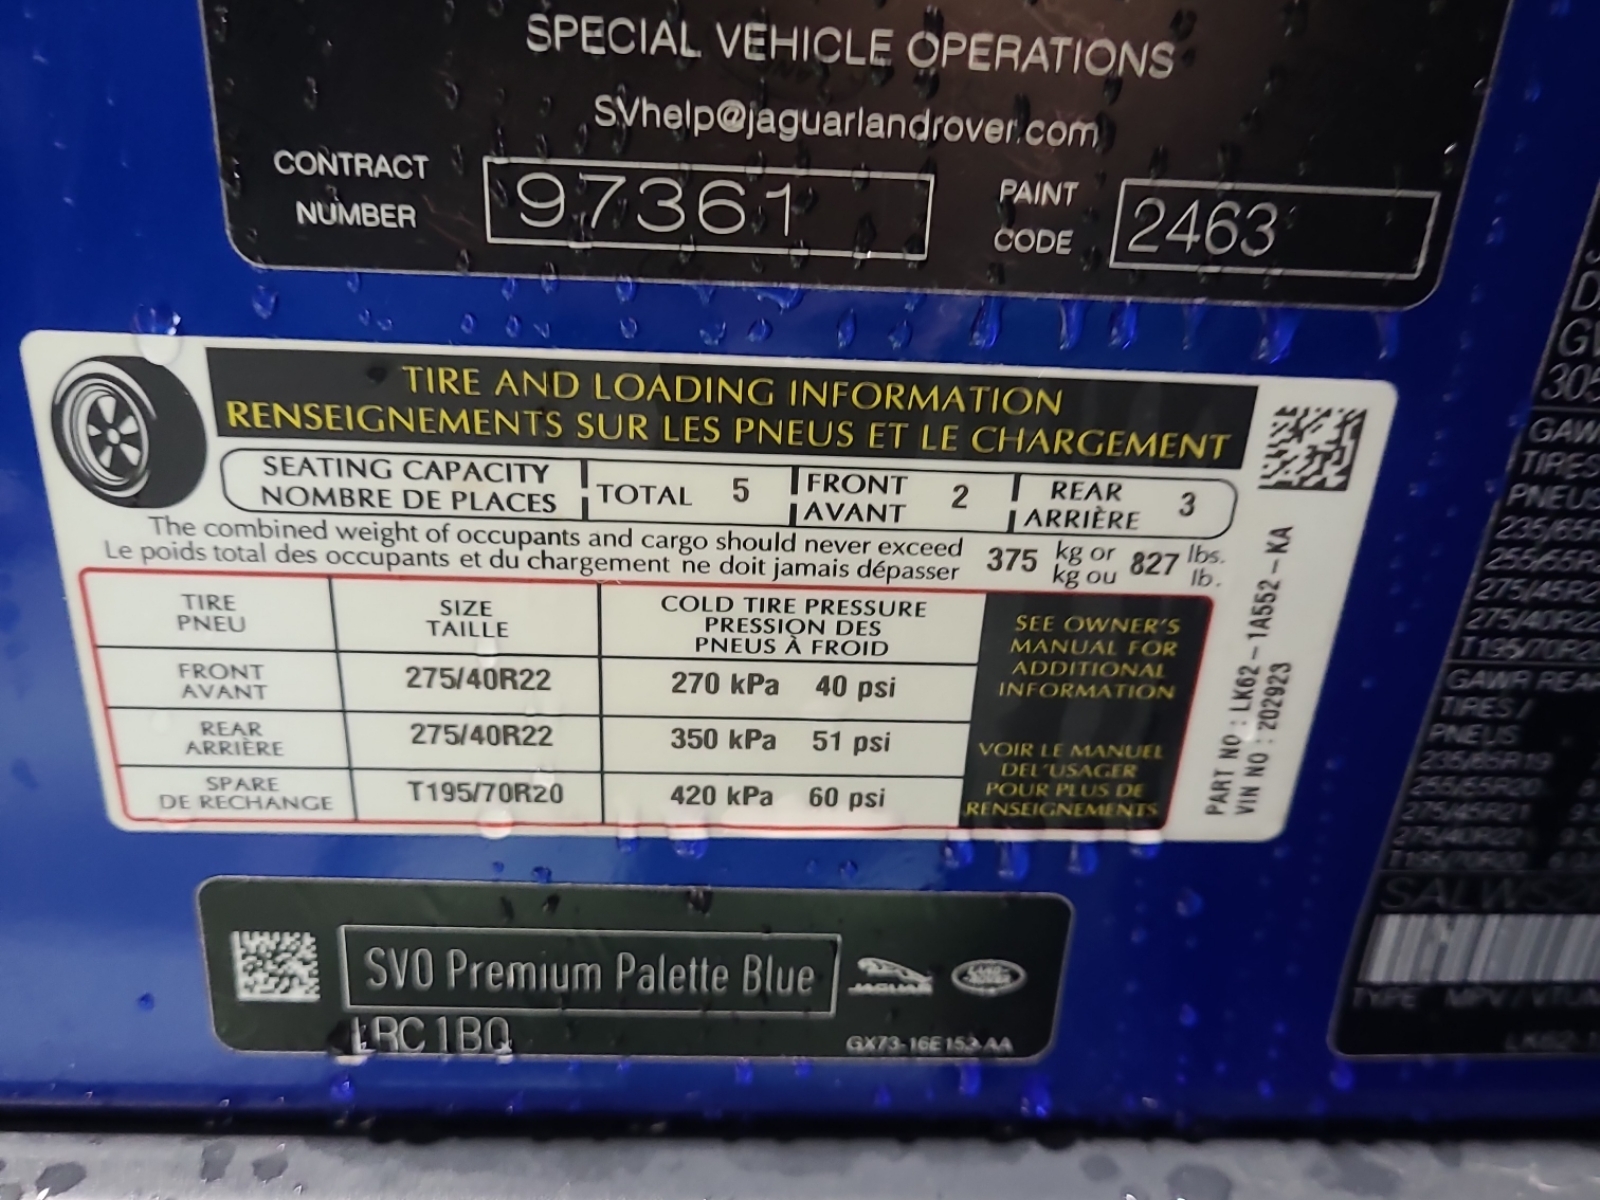 SPECIAL VEHICLE OPERATIONS
SVhelp@jaguarlandrover.com
CONTRACT
NUMBER
97361
PAINT
CODE
2463
TIRE AND LOADING INFORMATION
RENSEIGNEMENTS SUR LES PNEUS ET LE CHARGEMENT
SEATING CAPACITY
NOMBRE DE PLACES
TOTAL 5
FRONT
AVANT
2
REAR
ARRIÈRE
3
The combined weight of occupants and cargo should never exceed
Le poids total des occupants et du chargement ne doit jamais dépasser
375 kg or 827 lbs.
kg ou lb.
TIRE
PNEU
SIZE
TAILLE
COLD TIRE PRESSURE
PRESSION DES
PNEUS À FROID
FRONT
AVANT
275/40R22
270 kPa 40 psi
REAR
ARRIÈRE
275/40R22
350 kPa 51 psi
SPARE
DE RECHANGE
T195/70R20
420 kPa 60 psi
SEE OWNER'S
MANUAL FOR
ADDITIONAL
INFORMATION
VOIR LE MANUEL
DEL'USAGER
POUR PLUS DE
RENSEIGNEMENTS
PART NO : LK62-1A552-KA
VIN NO : 202923
SVO Premium Palette Blue
JAGUAR
LAND ROVER
LRC 1BQ
GX73-16E153-AA
305
GAW
TIRES
PNEUS
235/65R
255/55R
275/45R2
275/40R22
T195/70R20
GAWR REAR
TIRES /
PNEUS
235/65R19
255/55R20
275/45R21
275/40R22
T195/70R20
SALWS2
TYPE MPV /